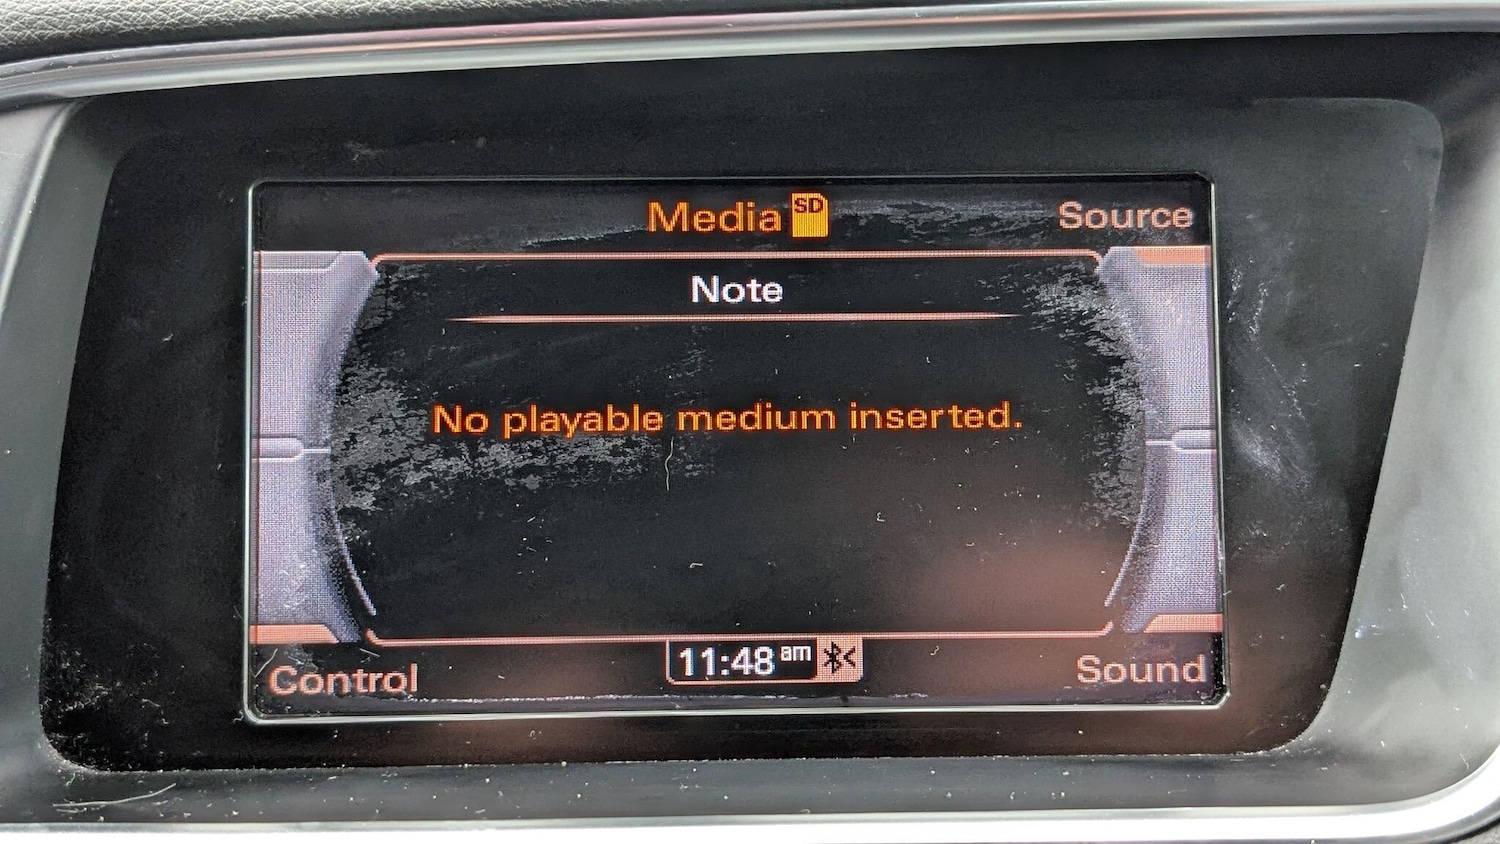 Media SD
Source
Note
No playable medium inserted.
Control
11:48 am
Sound